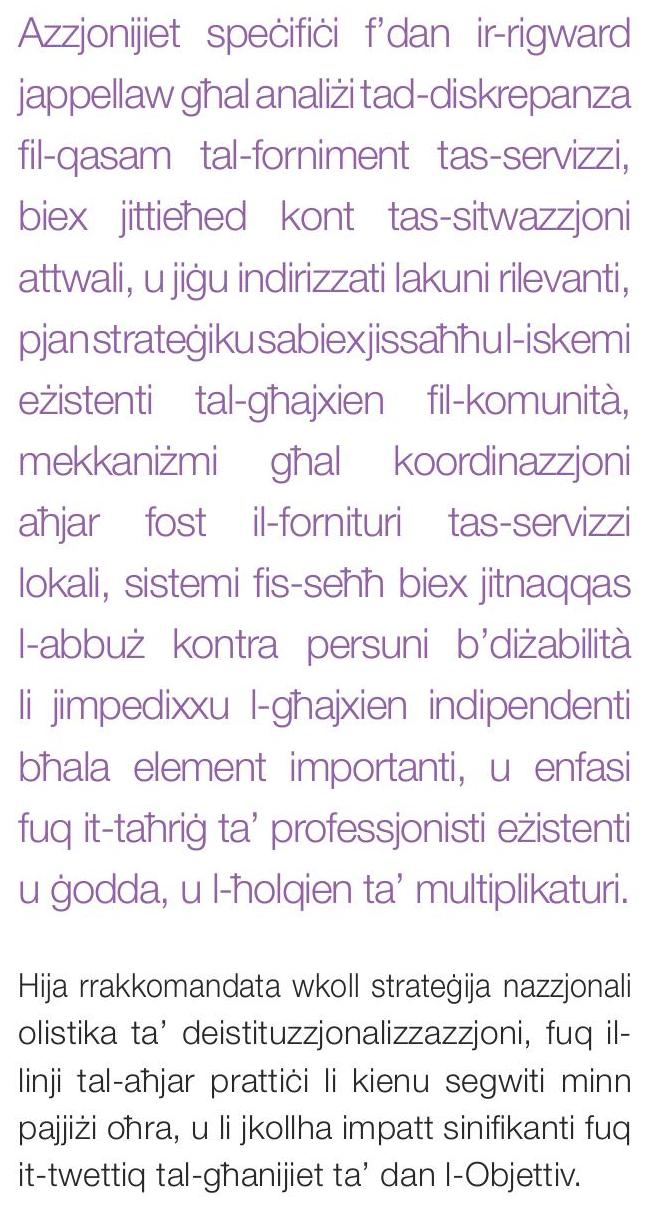 Azzjonijiet speċifiċi f’dan ir-rigward
jappellaw għal analiżi tad-diskrepanza
fil-qasam tal-forniment tas-servizzi,
biex jittieħed kont tas-sitwazzjoni
attwali, u jiġu indirizzati lakuni rilevanti,
pjan strateġiku sabiex jissaħħu l-iskemi
eżistenti tal-għajxien fil-komunità,
mekkaniżmi għal koordinazzjoni
aħjar fost il-fornituri tas-servizzi
lokali, sistemi fis-seħħ biex jitnaqqas
l-abbuż kontra persuni b’diżabilità
li jimpedixxu l-għajxien indipendenti
bħala element importanti, u enfasi
fuq it-taħriġ ta’ professjonisti eżistenti
u ġodda, u l-ħolqien ta’ multiplikaturi.
Hija rrakkomandata wkoll strateġija nazzjonali
olistika ta’ deistituzzjonalizzazzjoni, fuq il-
linji tal-aħjar prattiċi li kienu segwiti minn
pajjiżi oħra, u li jkollha impatt sinifikanti fuq
it-twettiq tal-għanijiet ta’ dan l-Objettiv.